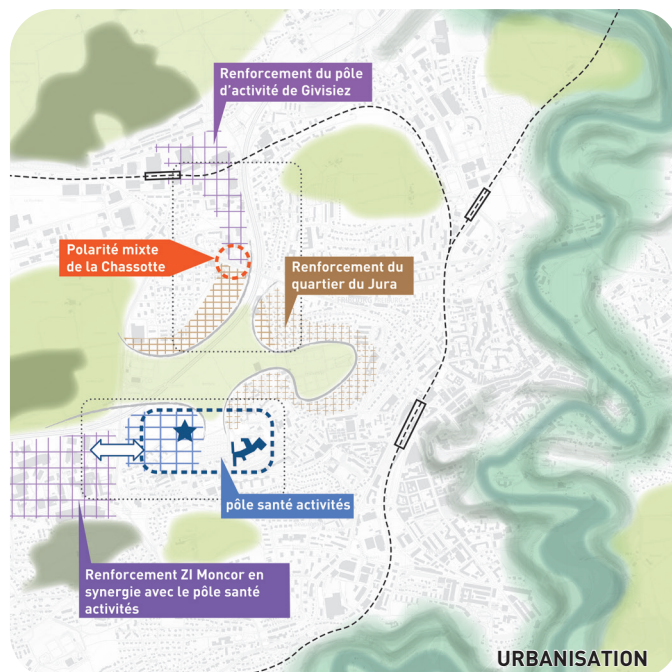 Renforcement du pôle
d'activité de Givisiez
Polarité mixte
de la Chassotte
Renforcement du
quartier du Jura
pôle santé activités
Renforcement ZI Moncor en
synergie avec le pôle santé
activités
URBANISATION